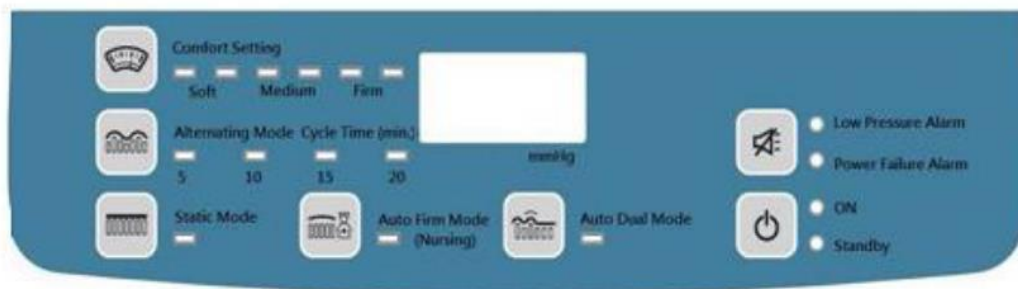 Comfort Setting
Soft Medium Firm
Alternating Mode Cycle Time (min.)
5 10 15 20
mmHg
Static Mode
Auto Firm Mode
(Nursing)
Auto Dual Mode
Low Pressure Alarm
Power Failure Alarm
ON
Standby